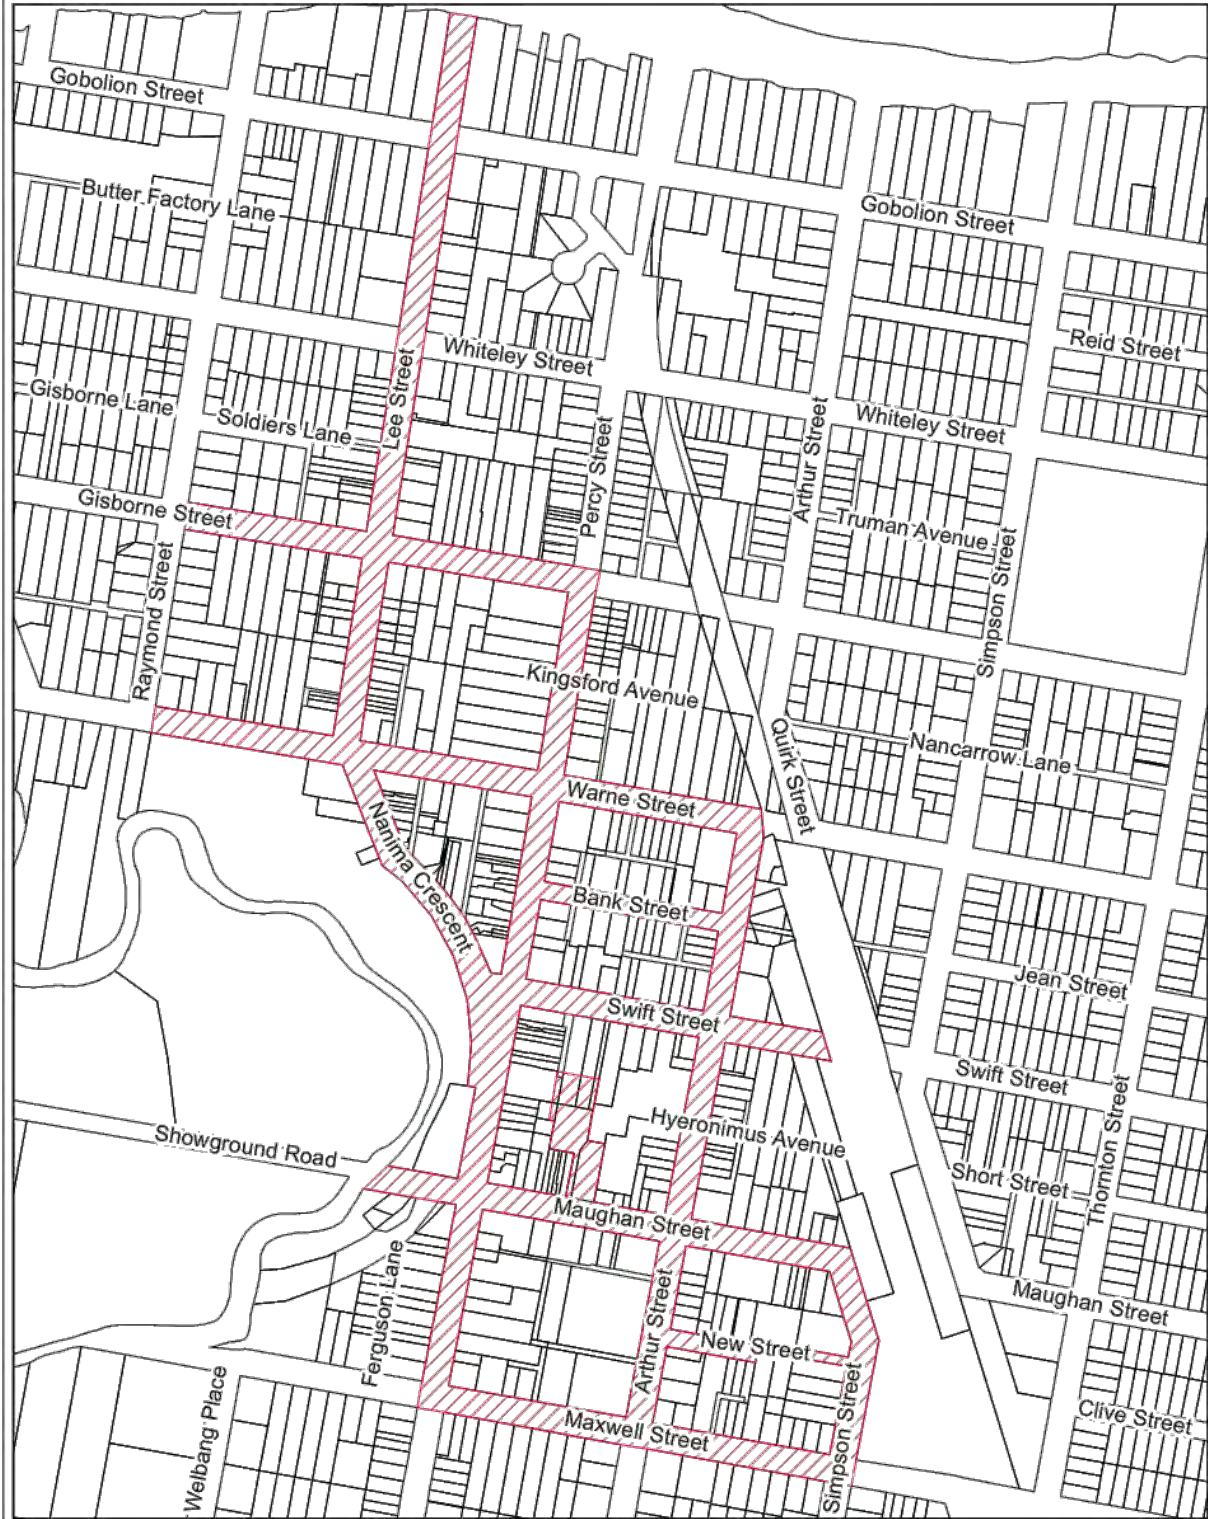 Gobolion Street
Butter Factory Lane
Gobolion Street
Reid Street
Whiteley Street
Lee Street
Gisborne Lane
Soldiers Lane
Whiteley Street
Percy Street
Arthur Street
Gisborne Street
Truman Avenue
Simpson Street
Raymond Street
Kingsford Avenue
Quirk Street
Nancarrow Lane
Warne Street
Nanima Crescent
Bank Street
Jean Street
Swift Street
Swift Street
Hyeronimus Avenue
Showground Road
Short Street
Thornton Street
Maughan Street
Ferguson Lane
Maughan Street
Arthur Street
New Street
Simpson Street
Welbang Place
Maxwell Street
Clive Street